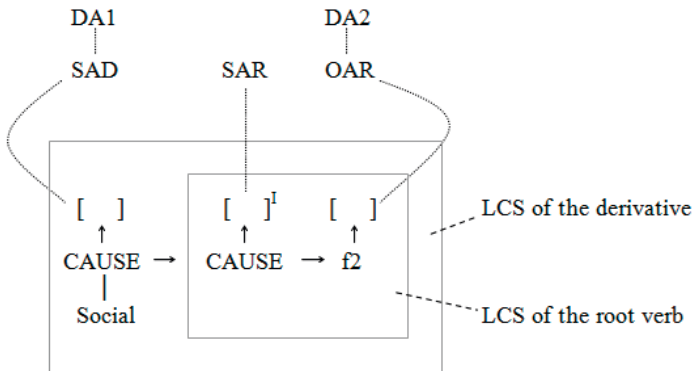 DA1 DA2
SAD SAR OAR
[ ] [ ]I [ ] LCS of the derivative
CAUSE → CAUSE → f2
Social LCS of the root verb